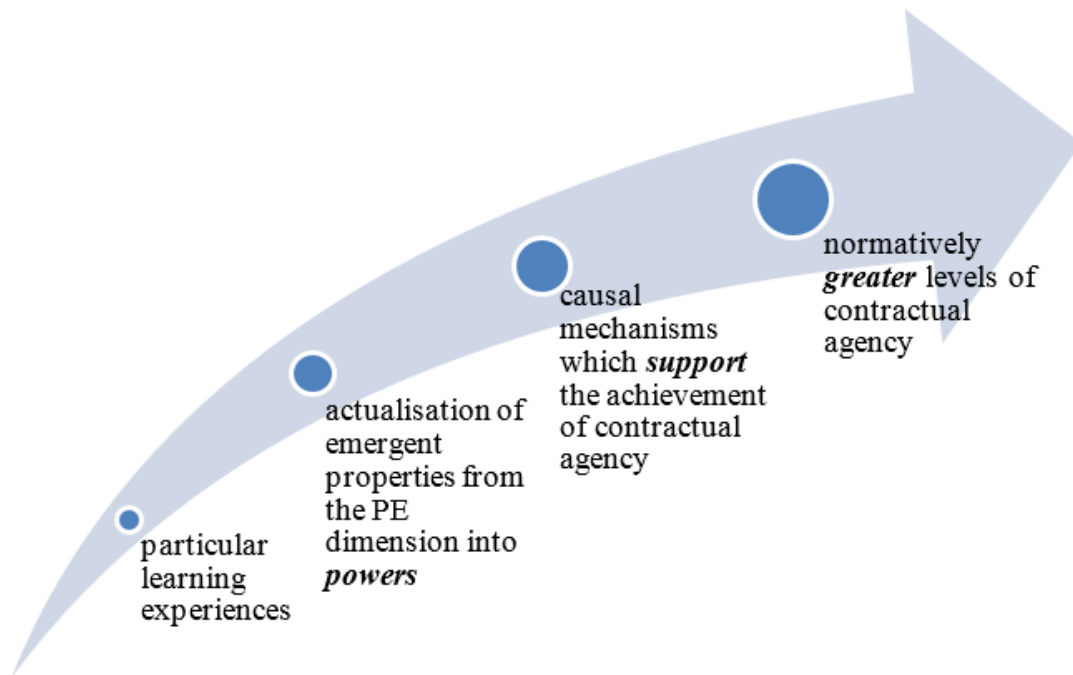 particular
learning
experiences
actualisation of
emergent
properties from
the PE
dimension into
powers
causal
mechanisms
which support
the achievement
of contractual
agency
normatively
greater levels of
contractual
agency